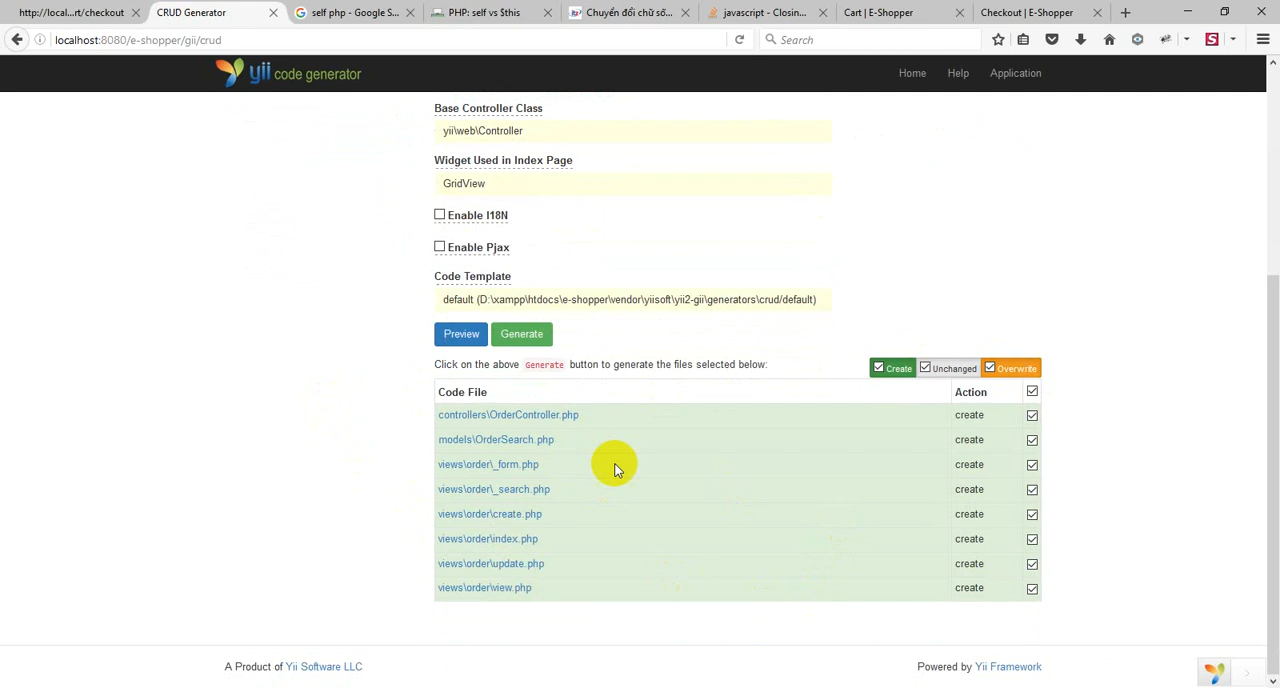 http://local...rt/checkout
CRUD Generator
self php - Google S...
PHP: self vs $this
Chuyển đổi chữ số...
javascript - Closin...
Cart | E-Shopper
Checkout | E-Shopper
localhost:8080/e-shopper/gii/crud
Search
yii code generator
Home
Help
Application
Base Controller Class
yii\web\Controller
Widget Used in Index Page
GridView
Enable I18N
Enable Pjax
Code Template
default (D:\xampp\htdocs\e-shopper\vendor\yiisoft\yii2-gii\generators\crud/default)
Preview
Generate
Click on the above Generate button to generate the files selected below:
Create
Unchanged
Overwrite
Code File
Action
controllers\OrderController.php
create
models\OrderSearch.php
create
views\order\_form.php
create
views\order\_search.php
create
views\order\create.php
create
views\order\index.php
create
views\order\update.php
create
views\order\view.php
create
A Product of Yii Software LLC
Powered by Yii Framework